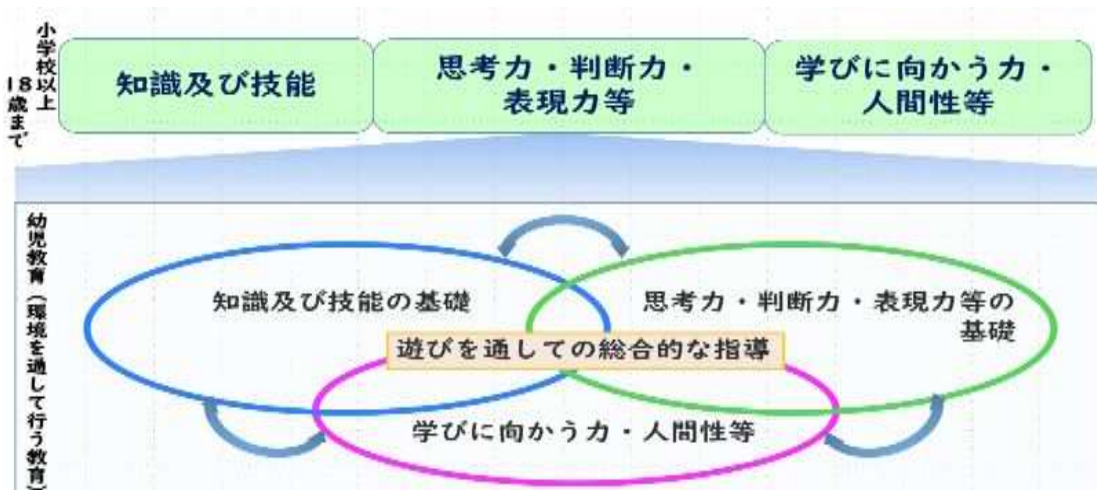 小学校以上
18歳まで
知識及び技能
思考力・判断力・
表現力等
学びに向かう力・
人間性等
幼児教育（環境を通して行う教育）
知識及び技能の基礎
思考力・判断力・表現力等の
基礎
遊びを通しての総合的な指導
学びに向かう力・人間性等